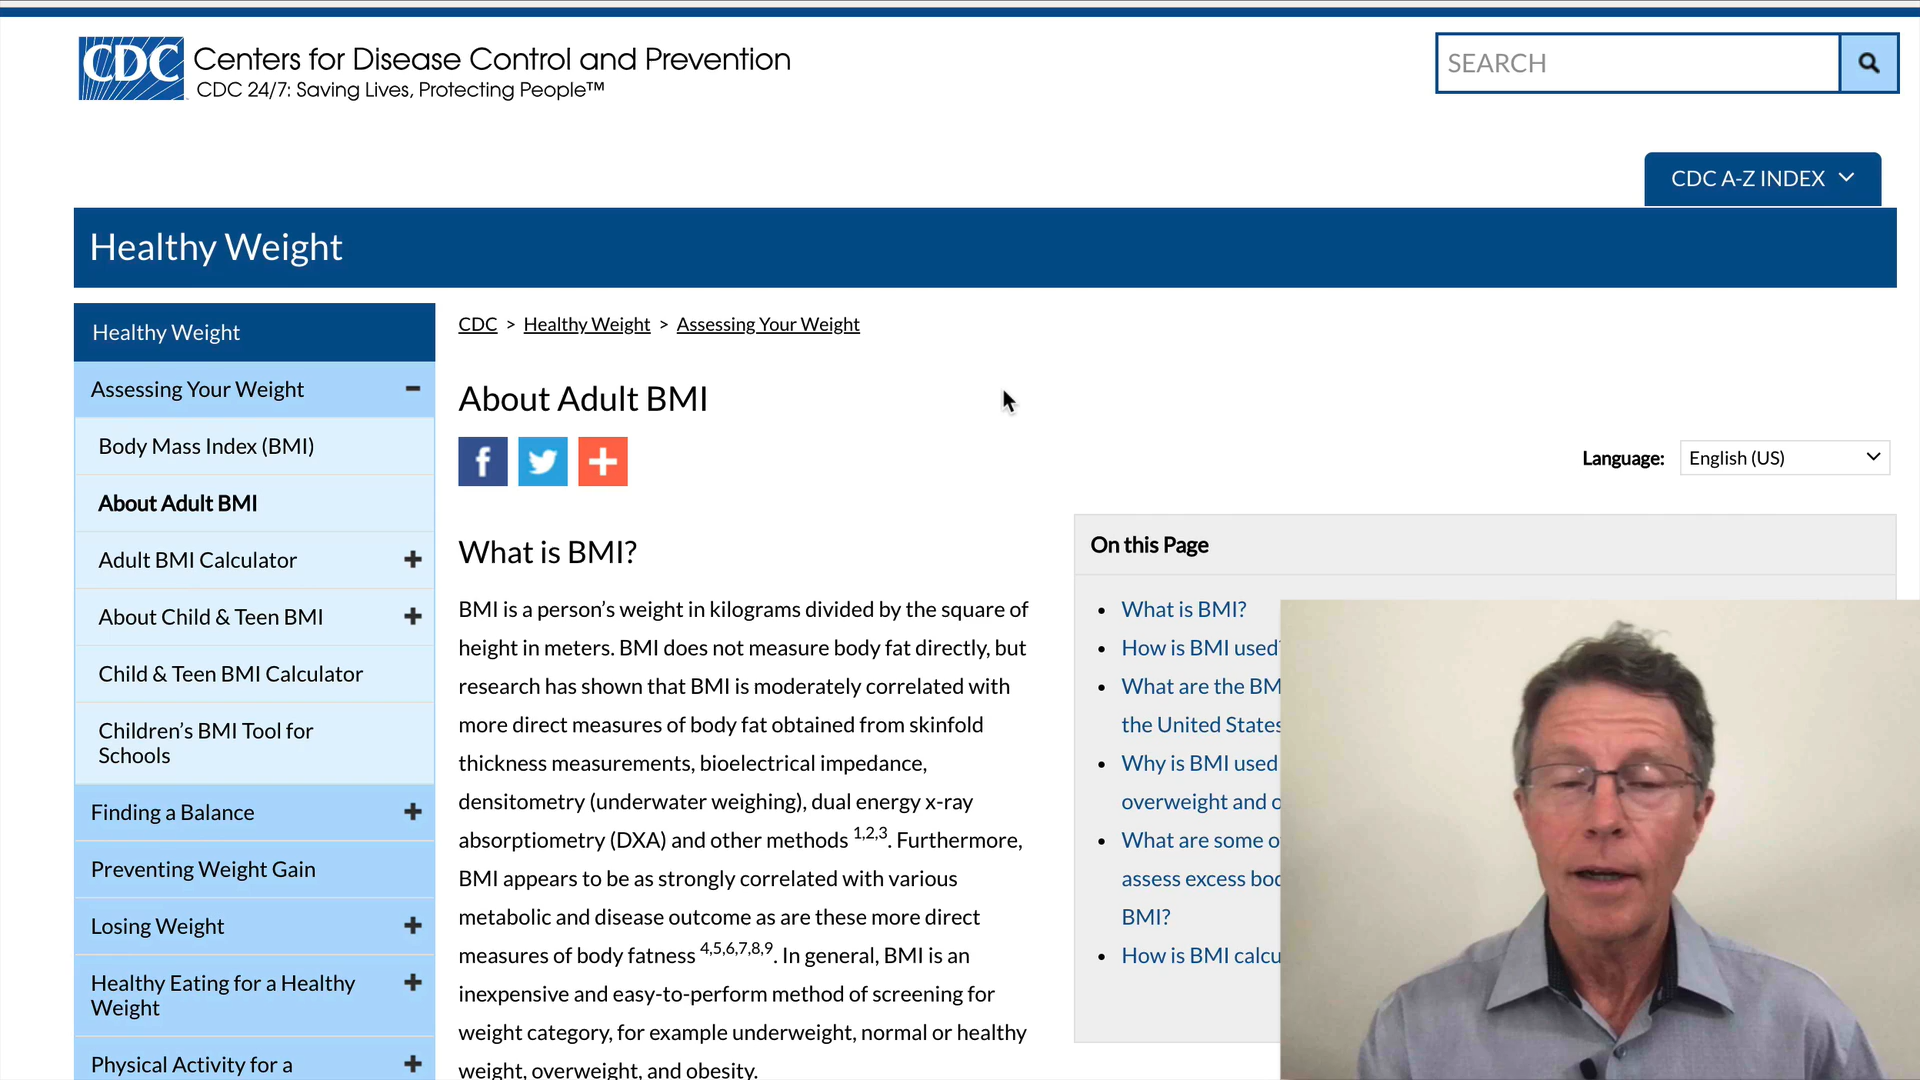 CDC
Centers for Disease Control and Prevention
CDC 24/7: Saving Lives, Protecting People™
SEARCH
CDC A-Z INDEX
Healthy Weight
Healthy Weight
Assessing Your Weight
Body Mass Index (BMI)
About Adult BMI
Adult BMI Calculator
About Child & Teen BMI
Child & Teen BMI Calculator
Children's BMI Tool for
Schools
Finding a Balance
Preventing Weight Gain
Losing Weight
Healthy Eating for a Healthy
Weight
Physical Activity for a
CDC > Healthy Weight > Assessing Your Weight
About Adult BMI
Language: English (US)
What is BMI?
BMI is a person's weight in kilograms divided by the square of
height in meters. BMI does not measure body fat directly, but
research has shown that BMI is moderately correlated with
more direct measures of body fat obtained from skinfold
thickness measurements, bioelectrical impedance,
densitometry (underwater weighing), dual energy x-ray
absorptiometry (DXA) and other methods 1,2,3. Furthermore,
BMI appears to be as strongly correlated with various
metabolic and disease outcome as are these more direct
measures of body fatness 4,5,6,7,8,9. In general, BMI is an
inexpensive and easy-to-perform method of screening for
weight category, for example underweight, normal or healthy
weight, overweight, and obesity.
On this Page
What is BMI?
How is BMI used
What are the BM
the United States
Why is BMI used
overweight and o
What are some o
assess excess bod
BMI?
How is BMI calcu